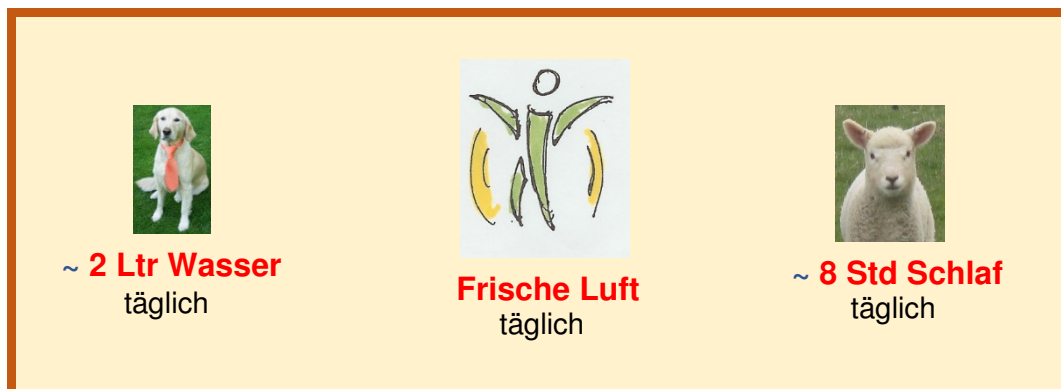 ~ 2 Ltr Wasser
täglich
Frische Luft
täglich
~ 8 Std Schlaf
täglich